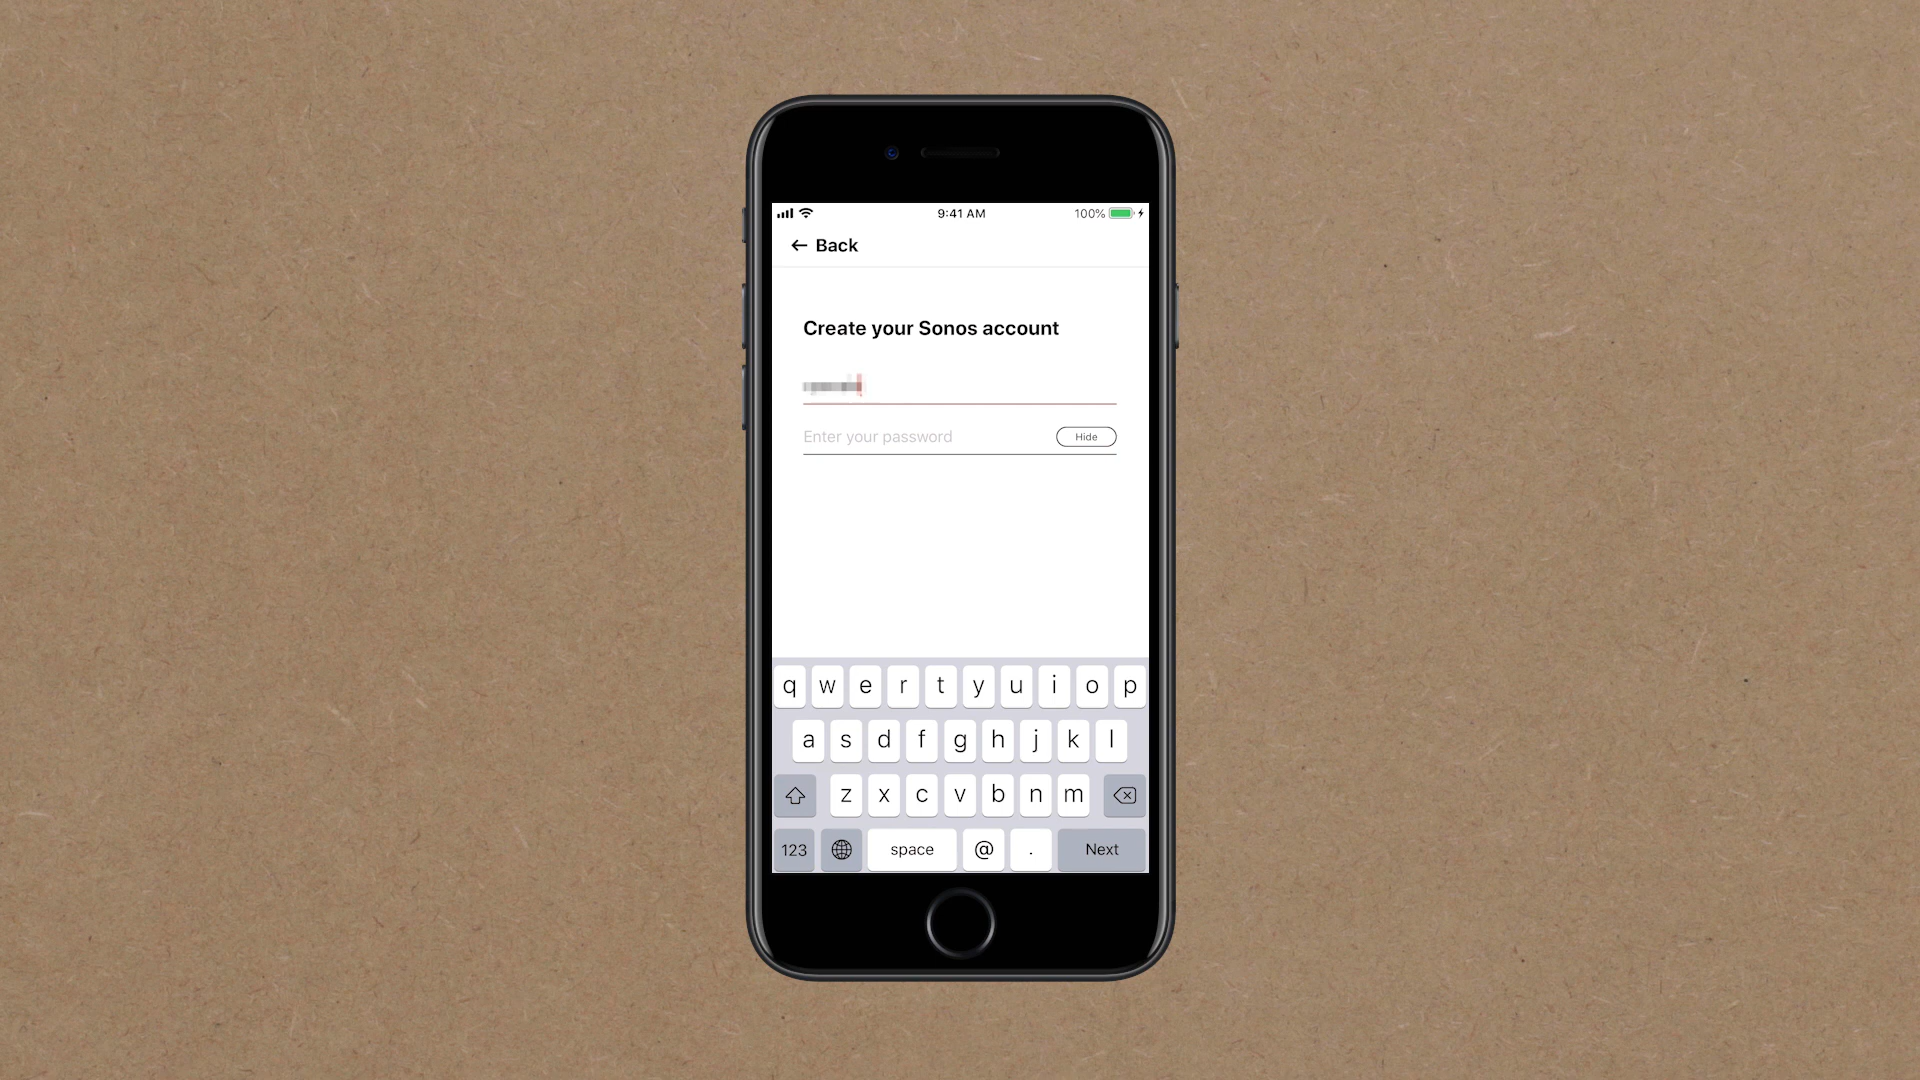 9:41 AM
100%
Back
Create your Sonos account
Enter your password
Hide
q w e r t y u i o p
a s d f g h j k l
z x c v b n m
123 space @ . Next